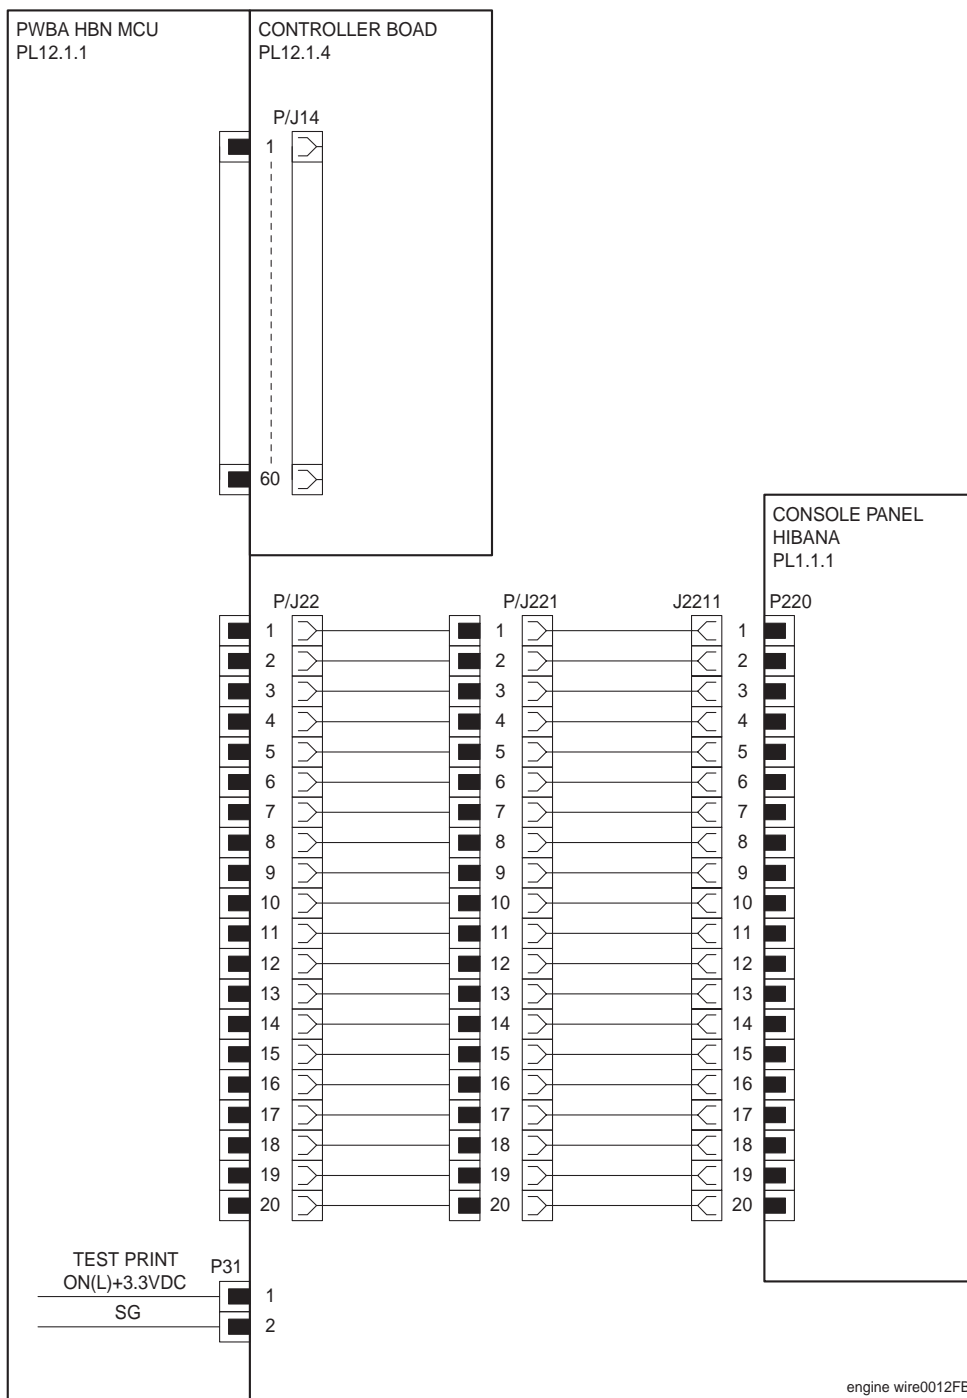 PWBA HBN MCU
PL12.1.1
CONTROLLER BOAD
PL12.1.4
P/J14
1
60
CONSOLE PANEL
HIBANA
PL1.1.1
P/J22 P/J221 J2211 P220
1 1 1
2 2 2
3 3 3
4 4 4
5 5 5
6 6 6
7 7 7
8 8 8
9 9 9
10 10 10
11 11 11
12 12 12
13 13 13
14 14 14
15 15 15
16 16 16
17 17 17
18 18 18
19 19 19
20 20 20
TEST PRINT
ON(L)+3.3VDC
P31
1
SG
2
engine wire0012FB